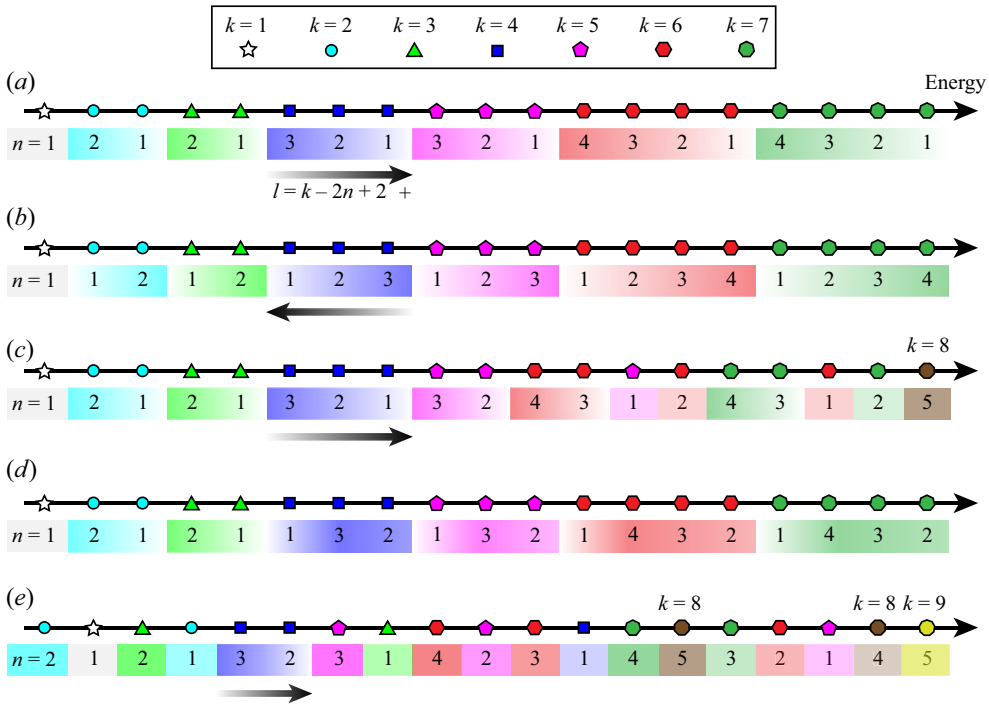 k = 1 k = 2 k = 3 k = 4 k = 5 k = 6 k = 7
(a)
Energy
n = 1 2 1 2 1 3 2 1 3 2 1 4 3 2 1 4 3 2 1
l = k – 2n + 2 +
(b)
n = 1 1 2 1 2 1 2 3 1 2 3 1 2 3 4 1 2 3 4
(c)
k = 8
n = 1 2 1 2 1 3 2 1 3 2 4 3 1 2 4 3 1 2 5
(d)
n = 1 2 1 2 1 1 3 2 1 3 2 1 4 3 2 1 4 3 2
(e)
k = 8 k = 8 k = 9
n = 2 1 2 1 3 2 3 1 4 2 3 1 4 5 3 2 1 4 5